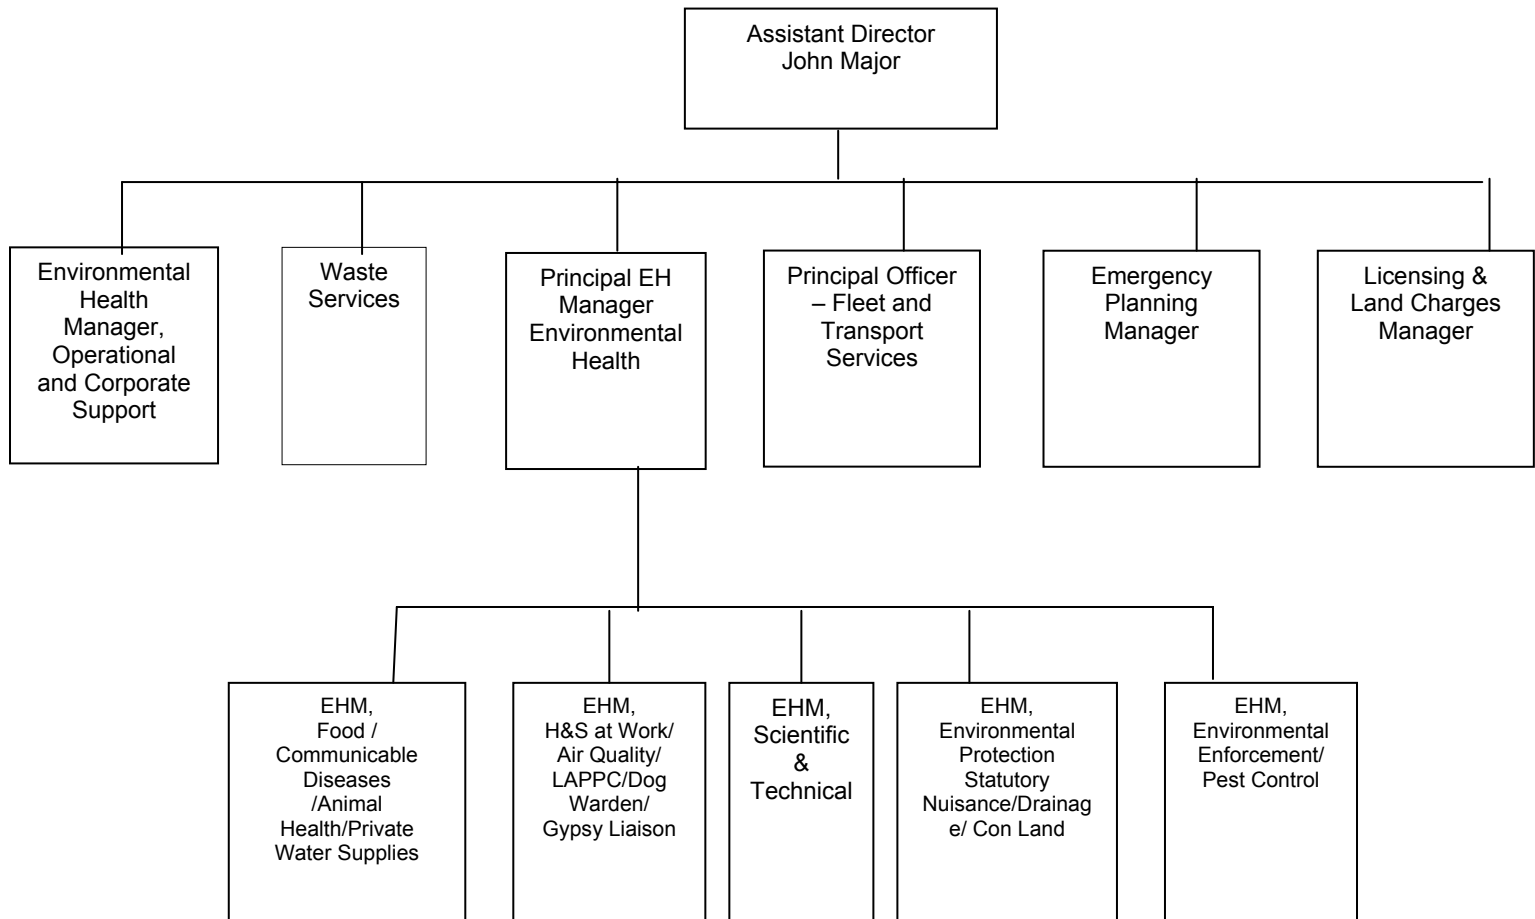 Assistant Director
John Major
Environmental
Health
Manager,
Operational
and Corporate
Support
Waste
Services
Principal EH
Manager
Environmental
Health
Principal Officer
– Fleet and
Transport
Services
Emergency
Planning
Manager
Licensing &
Land Charges
Manager
EHM,
Food /
Communicable
Diseases
/Animal
Health/Private
Water Supplies
EHM,
H&S at Work/
Air Quality/
LAPPC/Dog
Warden/
Gypsy Liaison
EHM,
Scientific
&
Technical
EHM,
Environmental
Protection
Statutory
Nuisance/Drainag
e/ Con Land
EHM,
Environmental
Enforcement/
Pest Control